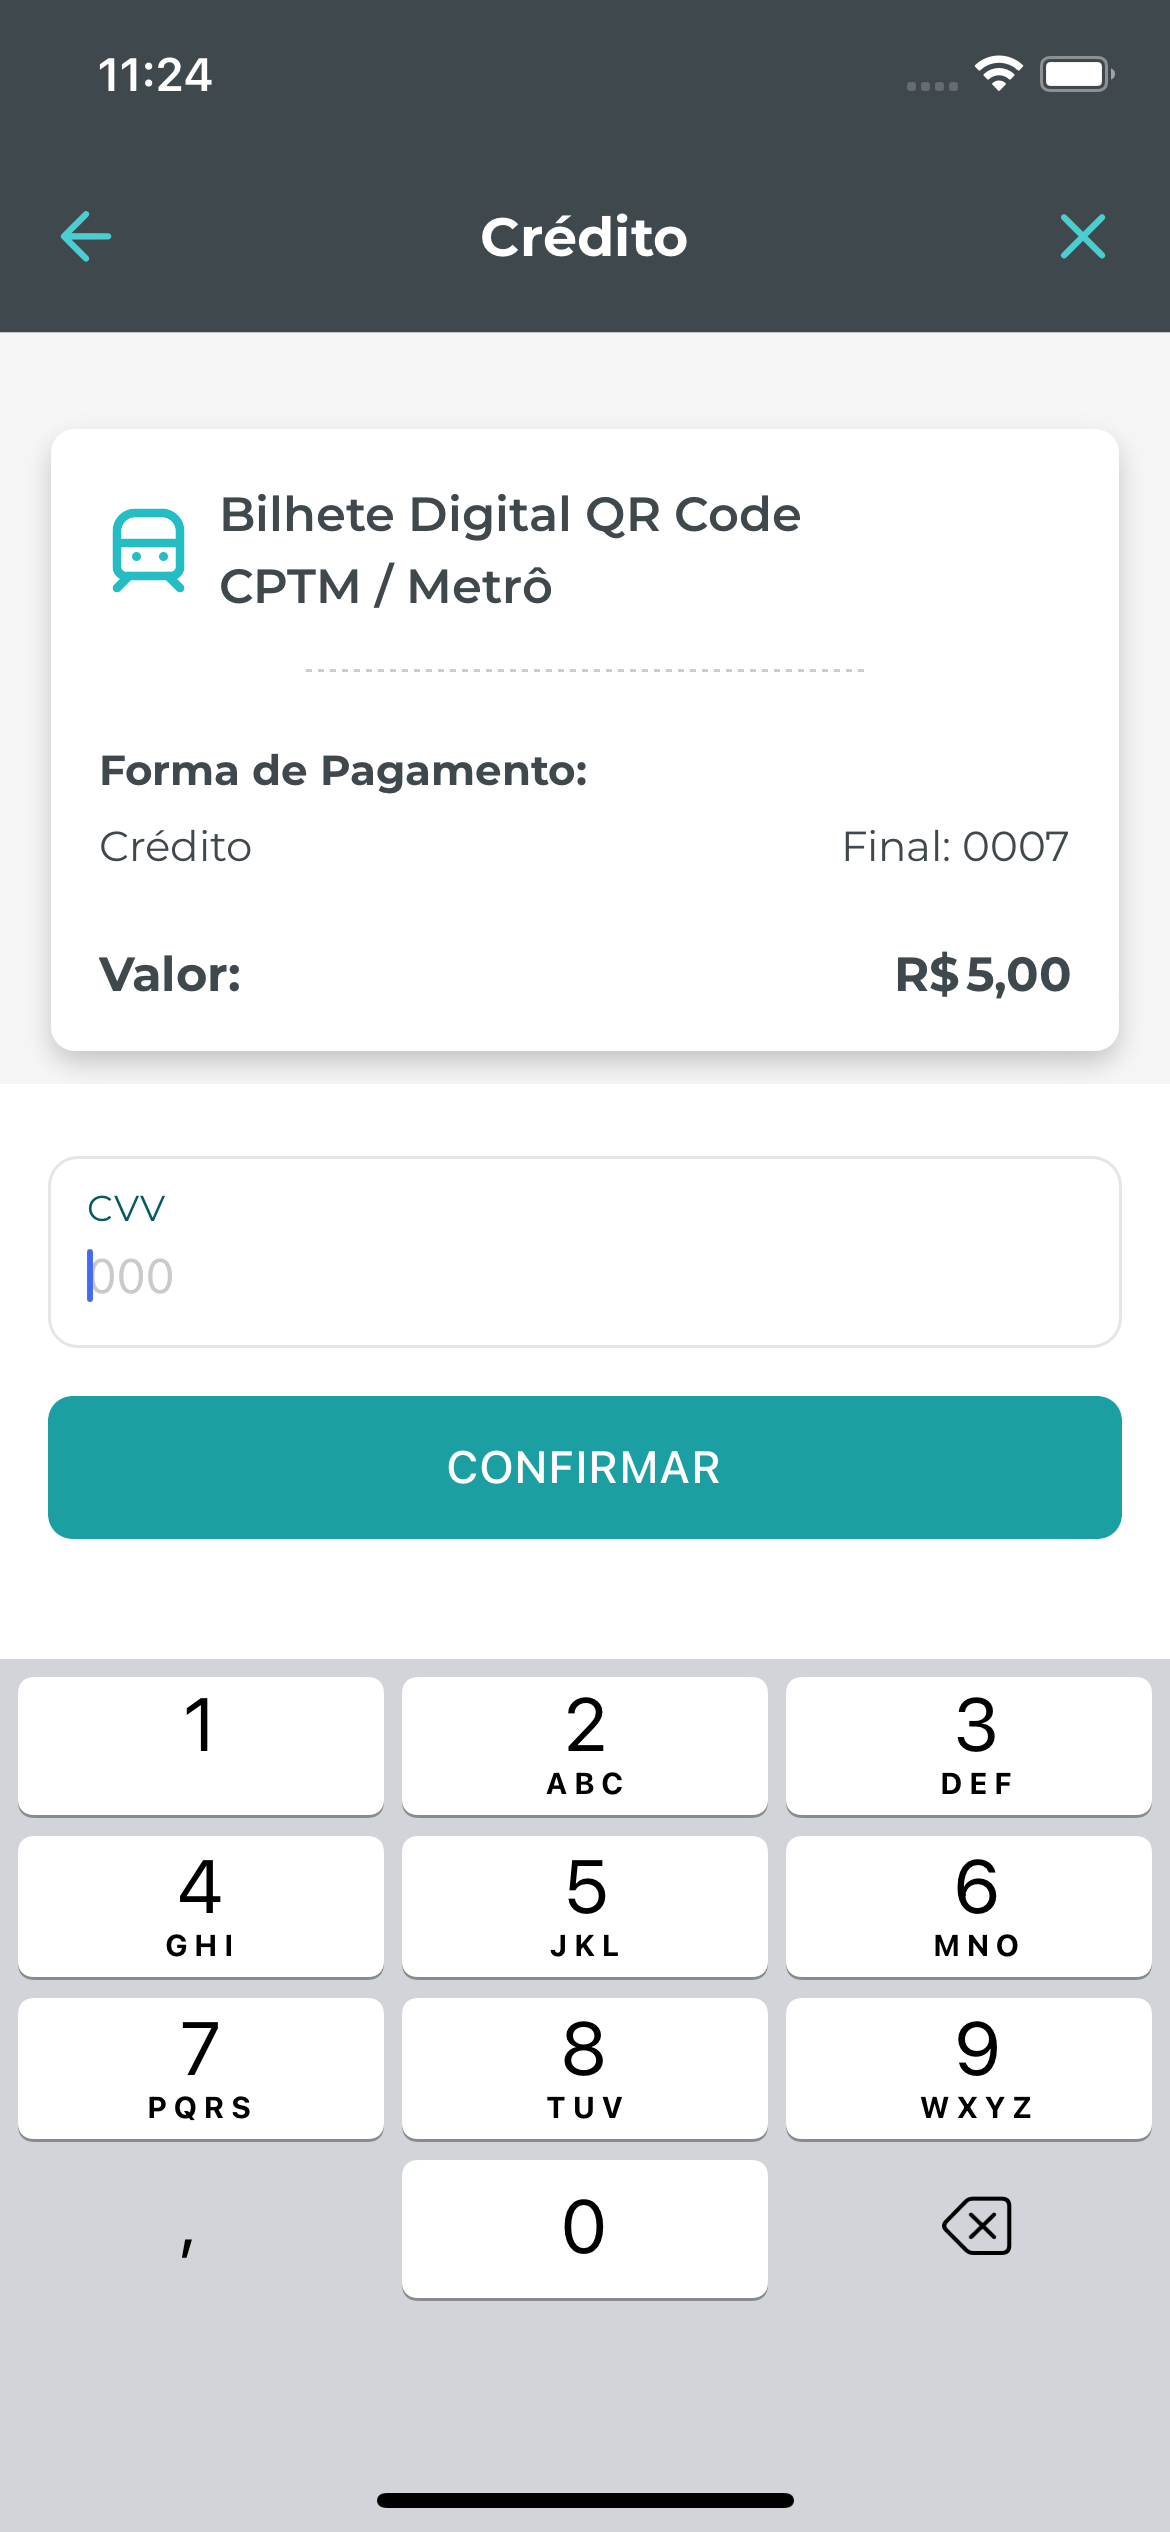 11:24
Crédito
Bilhete Digital QR Code
CPTM / Metrô
Forma de Pagamento:
Crédito Final: 0007
Valor: R$ 5,00
CVV
000
CONFIRMAR
1 2 3
ABC DEF
4 5 6
GHI JKL MNO
7 8 9
PQRS TUV WXYZ
, 0